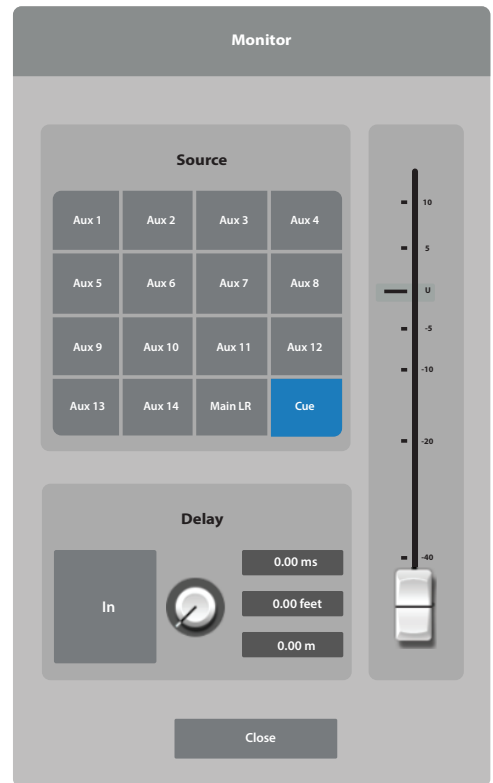 Monitor
Source
Aux 1 Aux 2 Aux 3 Aux 4
Aux 5 Aux 6 Aux 7 Aux 8
Aux 9 Aux 10 Aux 11 Aux 12
Aux 13 Aux 14 Main LR Cue
10
5
U
-5
-10
-20
-40
Delay
In
0.00 ms
0.00 feet
0.00 m
Close